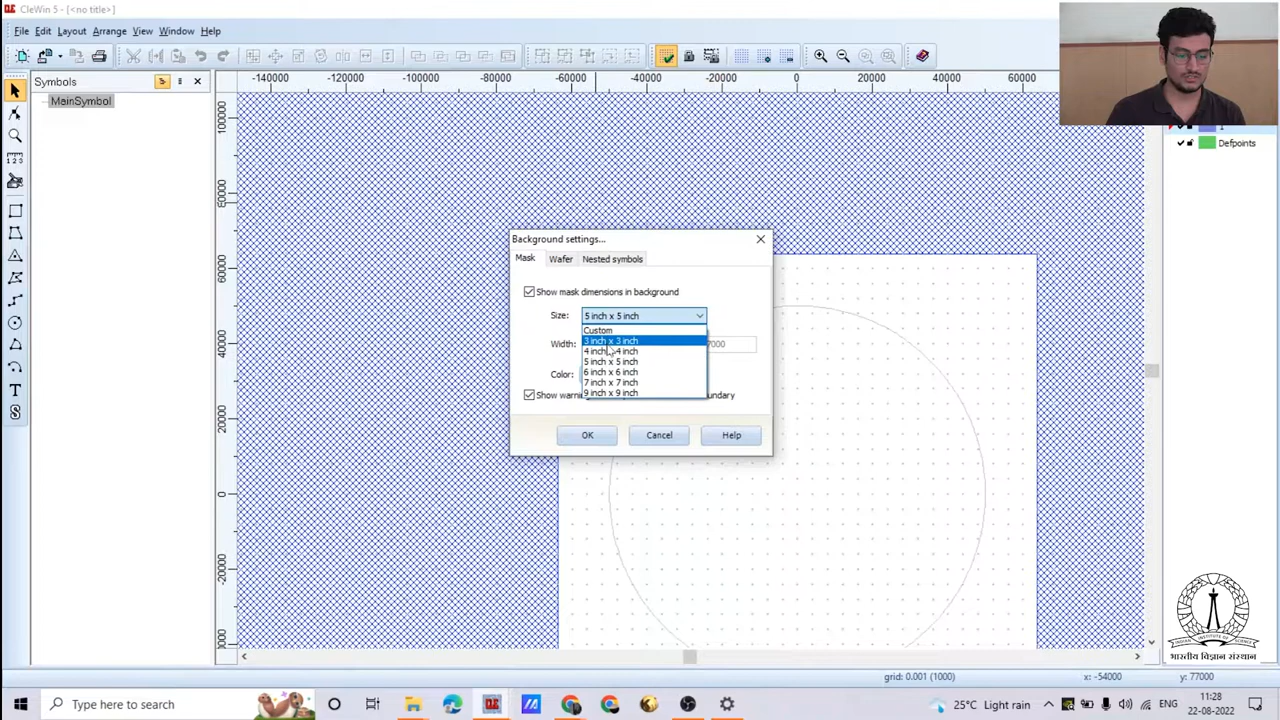 CleWin 5 - [<no title>]
File Edit Layout Arrange View Window Help
Symbols
MainSymbol
-140000 -120000 -100000 -80000 -60000 -40000 -20000 0 20000 40000 60000
100000
80000
60000
40000
20000
0
-20000
Defpoints
Background settings...
Mask Wafer Nested symbols
Show mask dimensions in background
Size: 5 inch x 5 inch
Custom
3 inch x 3 inch
4 inch x 4 inch
5 inch x 5 inch
6 inch x 6 inch
7 inch x 7 inch
9 inch x 9 inch
Width: 7000
Color:
Show warning
OK Cancel Help
grid: 0.001 (1000) x: -54000 y: 77000
भारतीय विज्ञान संस्थान
Type here to search
25°C Light rain ENG 11:28
22-08-2022